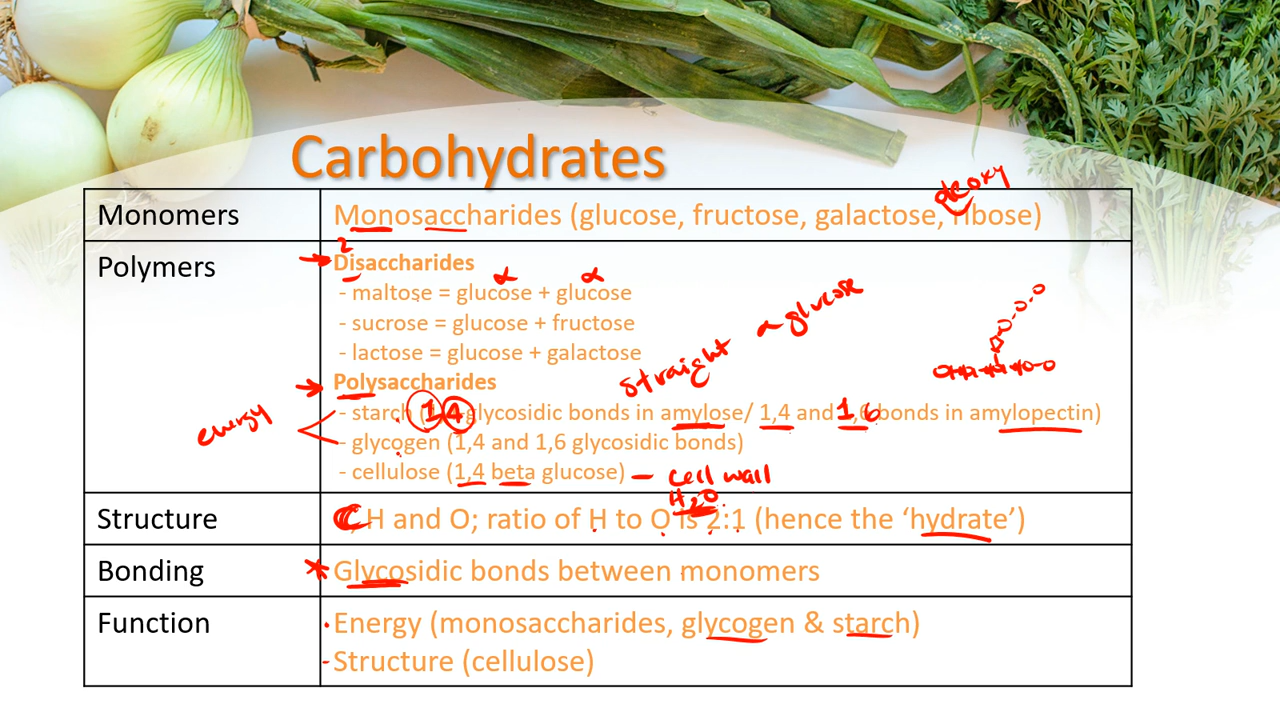 Carbohydrates
deoxy
Monomers
Monosaccharides (glucose, fructose, galactose, ribose)
2
Polymers
Disaccharides
α α
- maltose = glucose + glucose
- sucrose = glucose + fructose
- lactose = glucose + galactose
straight α glucose
Polysaccharides
energy
- starch (1,4 glycosidic bonds in amylose/ 1,4 and 1,6 bonds in amylopectin)
- glycogen (1,4 and 1,6 glycosidic bonds)
- cellulose (1,4 beta glucose) – cell wall
H2O
Structure
C, H and O; ratio of H to O is 2:1 (hence the ‘hydrate’)
Bonding
Glycosidic bonds between monomers
Function
Energy (monosaccharides, glycogen & starch)
Structure (cellulose)